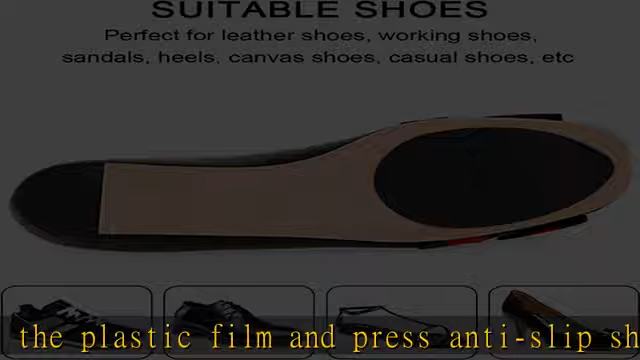 SUITABLE SHOES
Perfect for leather shoes, working shoes,
sandals, heels, canvas shoes, casual shoes, etc
the plastic film and press anti-slip sh